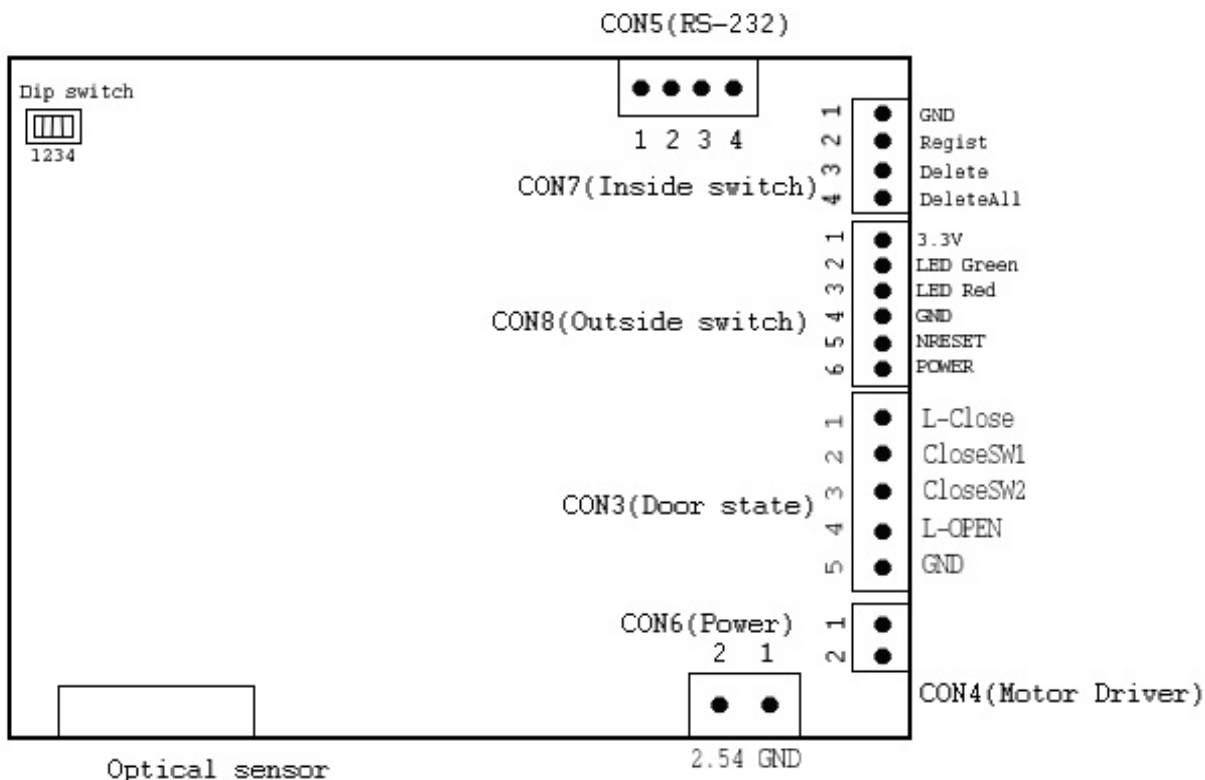 CON5(RS-232)
Dip switch
1234
1 2 3 4
CON7(Inside switch)
1 GND
2 Regist
3 Delete
4 DeleteAll
CON8(Outside switch)
1 3.3V
2 LED Green
3 LED Red
4 GND
5 NRESET
6 POWER
CON3(Door state)
1 L-Close
2 CloseSW1
3 CloseSW2
4 L-OPEN
5 GND
CON6(Power)
2 1
1
2
CON4(Motor Driver)
2.54 GND
Optical sensor